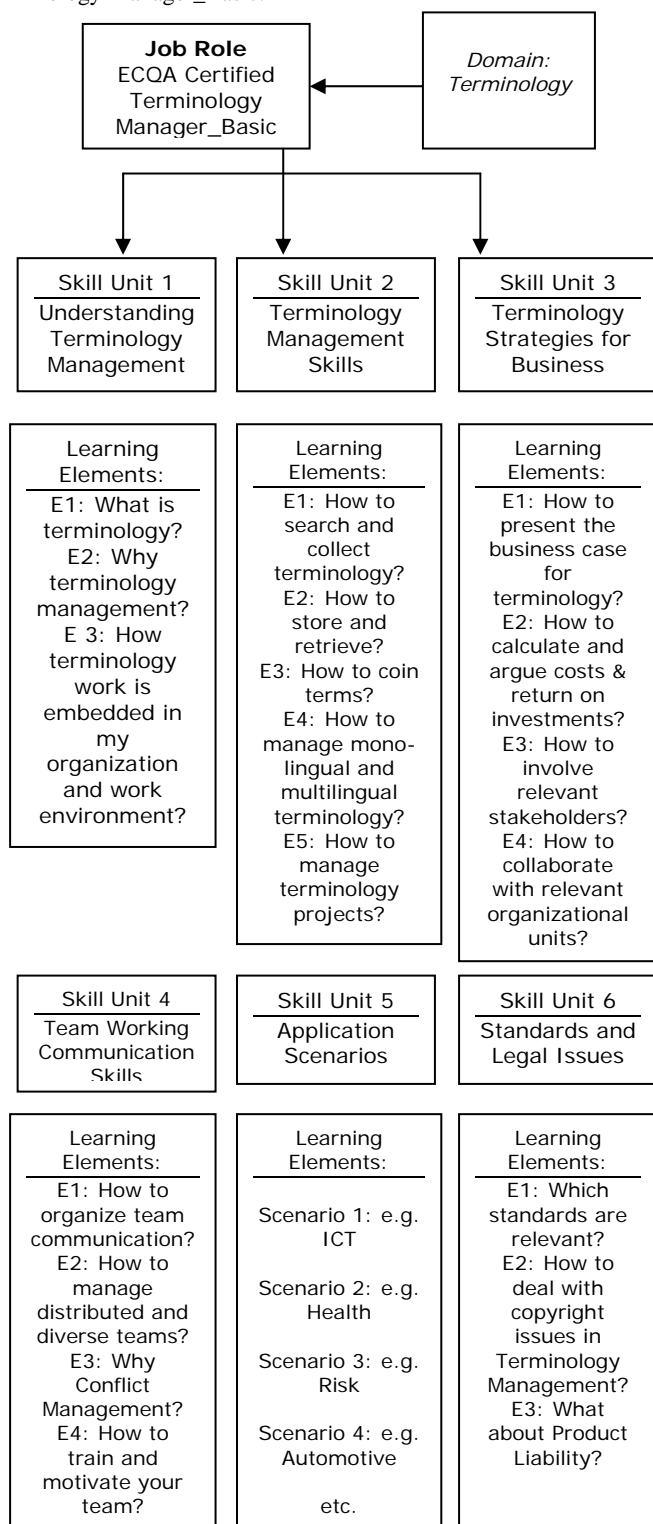 Job Role
ECQA Certified
Terminology
Manager_Basic
Domain:
Terminology
Skill Unit 1
Understanding
Terminology
Management
Skill Unit 2
Terminology
Management
Skills
Skill Unit 3
Terminology
Strategies for
Business
Learning
Elements:
E1: What is
terminology?
E2: Why
terminology
management?
E 3: How
terminology
work is
embedded in
my
organization
and work
environment?
Learning
Elements:
E1: How to
search and
collect
terminology?
E2: How to
store and
retrieve?
E3: How to coin
terms?
E4: How to
manage mono-
lingual and
multilingual
terminology?
E5: How to
manage
terminology
projects?
Learning
Elements:
E1: How to
present the
business case
for
terminology?
E2: How to
calculate and
argue costs &
return on
investments?
E3: How to
involve
relevant
stakeholders?
E4: How to
collaborate
with relevant
organizational
units?
Skill Unit 4
Team Working
Communication
Skills
Skill Unit 5
Application
Scenarios
Skill Unit 6
Standards and
Legal Issues
Learning
Elements:
E1: How to
organize team
communication?
E2: How to
manage
distributed and
diverse teams?
E3: Why
Conflict
Management?
E4: How to
train and
motivate your
team?
Learning
Elements:
Scenario 1: e.g.
ICT
Scenario 2: e.g.
Health
Scenario 3: e.g.
Risk
Scenario 4: e.g.
Automotive
etc.
Learning
Elements:
E1: Which
standards are
relevant?
E2: How to
deal with
copyright
issues in
Terminology
Management?
E3: What
about Product
Liability?